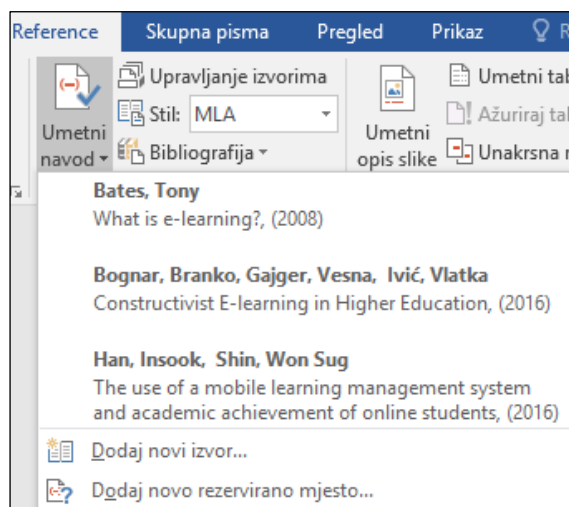 Reference Skupna pisma Pregled Prikaz
Umetni navod
Upravljanje izvorima
Stil: MLA
Bibliografija
Umetni opis slike
Umetni
Ažuriraj
Unakrsna
Bates, Tony
What is e-learning?, (2008)
Bognar, Branko, Gajger, Vesna, Ivić, Vlatka
Constructivist E-learning in Higher Education, (2016)
Han, Insook, Shin, Won Sug
The use of a mobile learning management system
and academic achievement of online students, (2016)
Dodaj novi izvor...
Dodaj novo rezervirano mjesto...